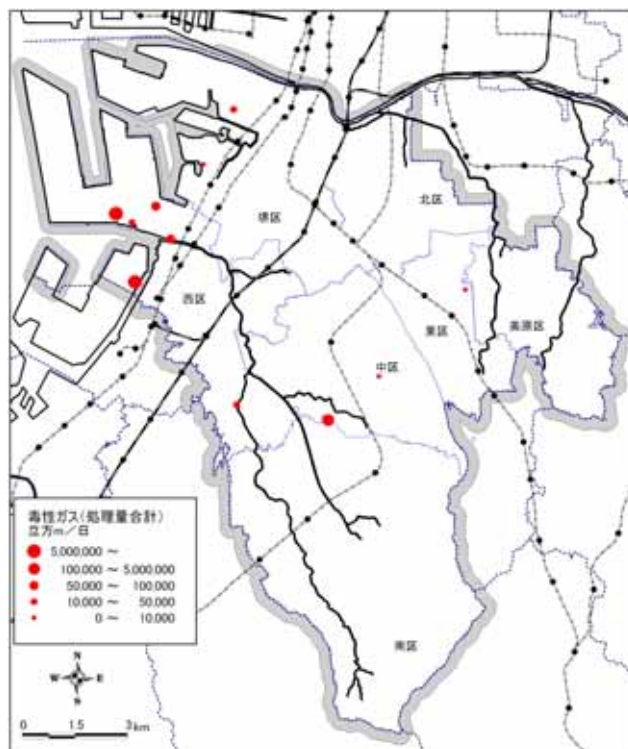 北区
堺区
西区
東区
美原区
中区
南区
毒性ガス(処理量合計)
立方m/日
5,000,000 ~
100,000 ~ 5,000,000
50,000 ~ 100,000
10,000 ~ 50,000
0 ~ 10,000
N
W E
S
0 1.5 3
km